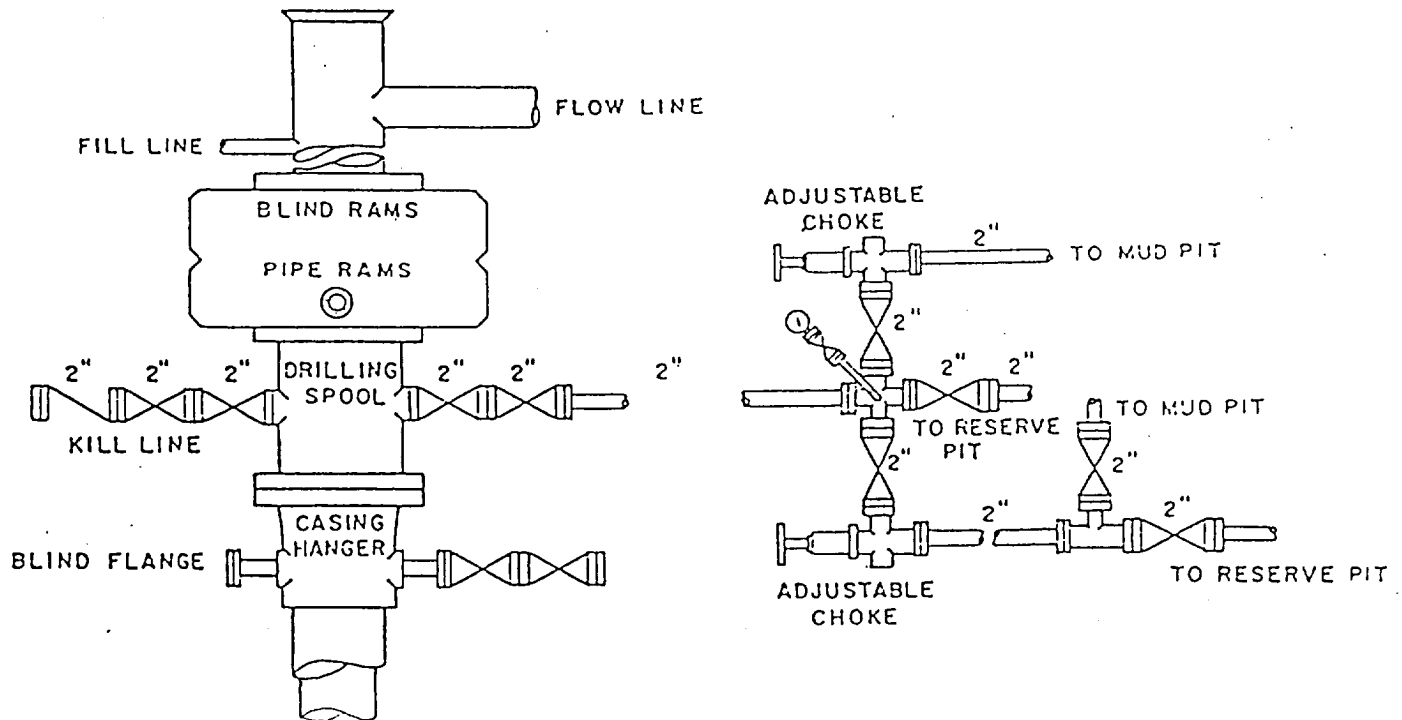 FLOW LINE
FILL LINE
BLIND RAMS
PIPE RAMS
2" 2" 2" DRILLING SPOOL 2" 2" 2"
KILL LINE
CASING
HANGER
BLIND FLANGE
ADJUSTABLE
CHOKE
2"
TO MUD PIT
2"
2" 2"
TO RESERVE
PIT
TO MUD PIT
2"
2"
2"
2"
TO RESERVE PIT
ADJUSTABLE
CHOKE